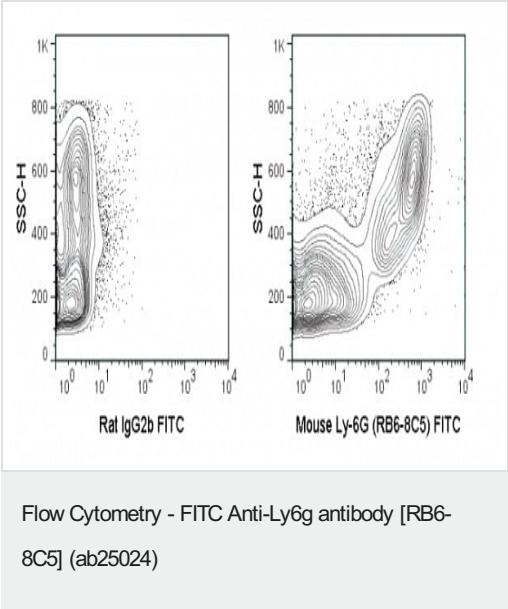 1K
800
600
400
200
0
SSC-H
10^0 10^1 10^2 10^3 10^4
Rat IgG2b FITC
1K
800
600
400
200
0
SSC-H
10^0 10^1 10^2 10^3 10^4
Mouse Ly-6G (RB6-8C5) FITC
Flow Cytometry - FITC Anti-Ly6g antibody [RB6-
8C5] (ab25024)